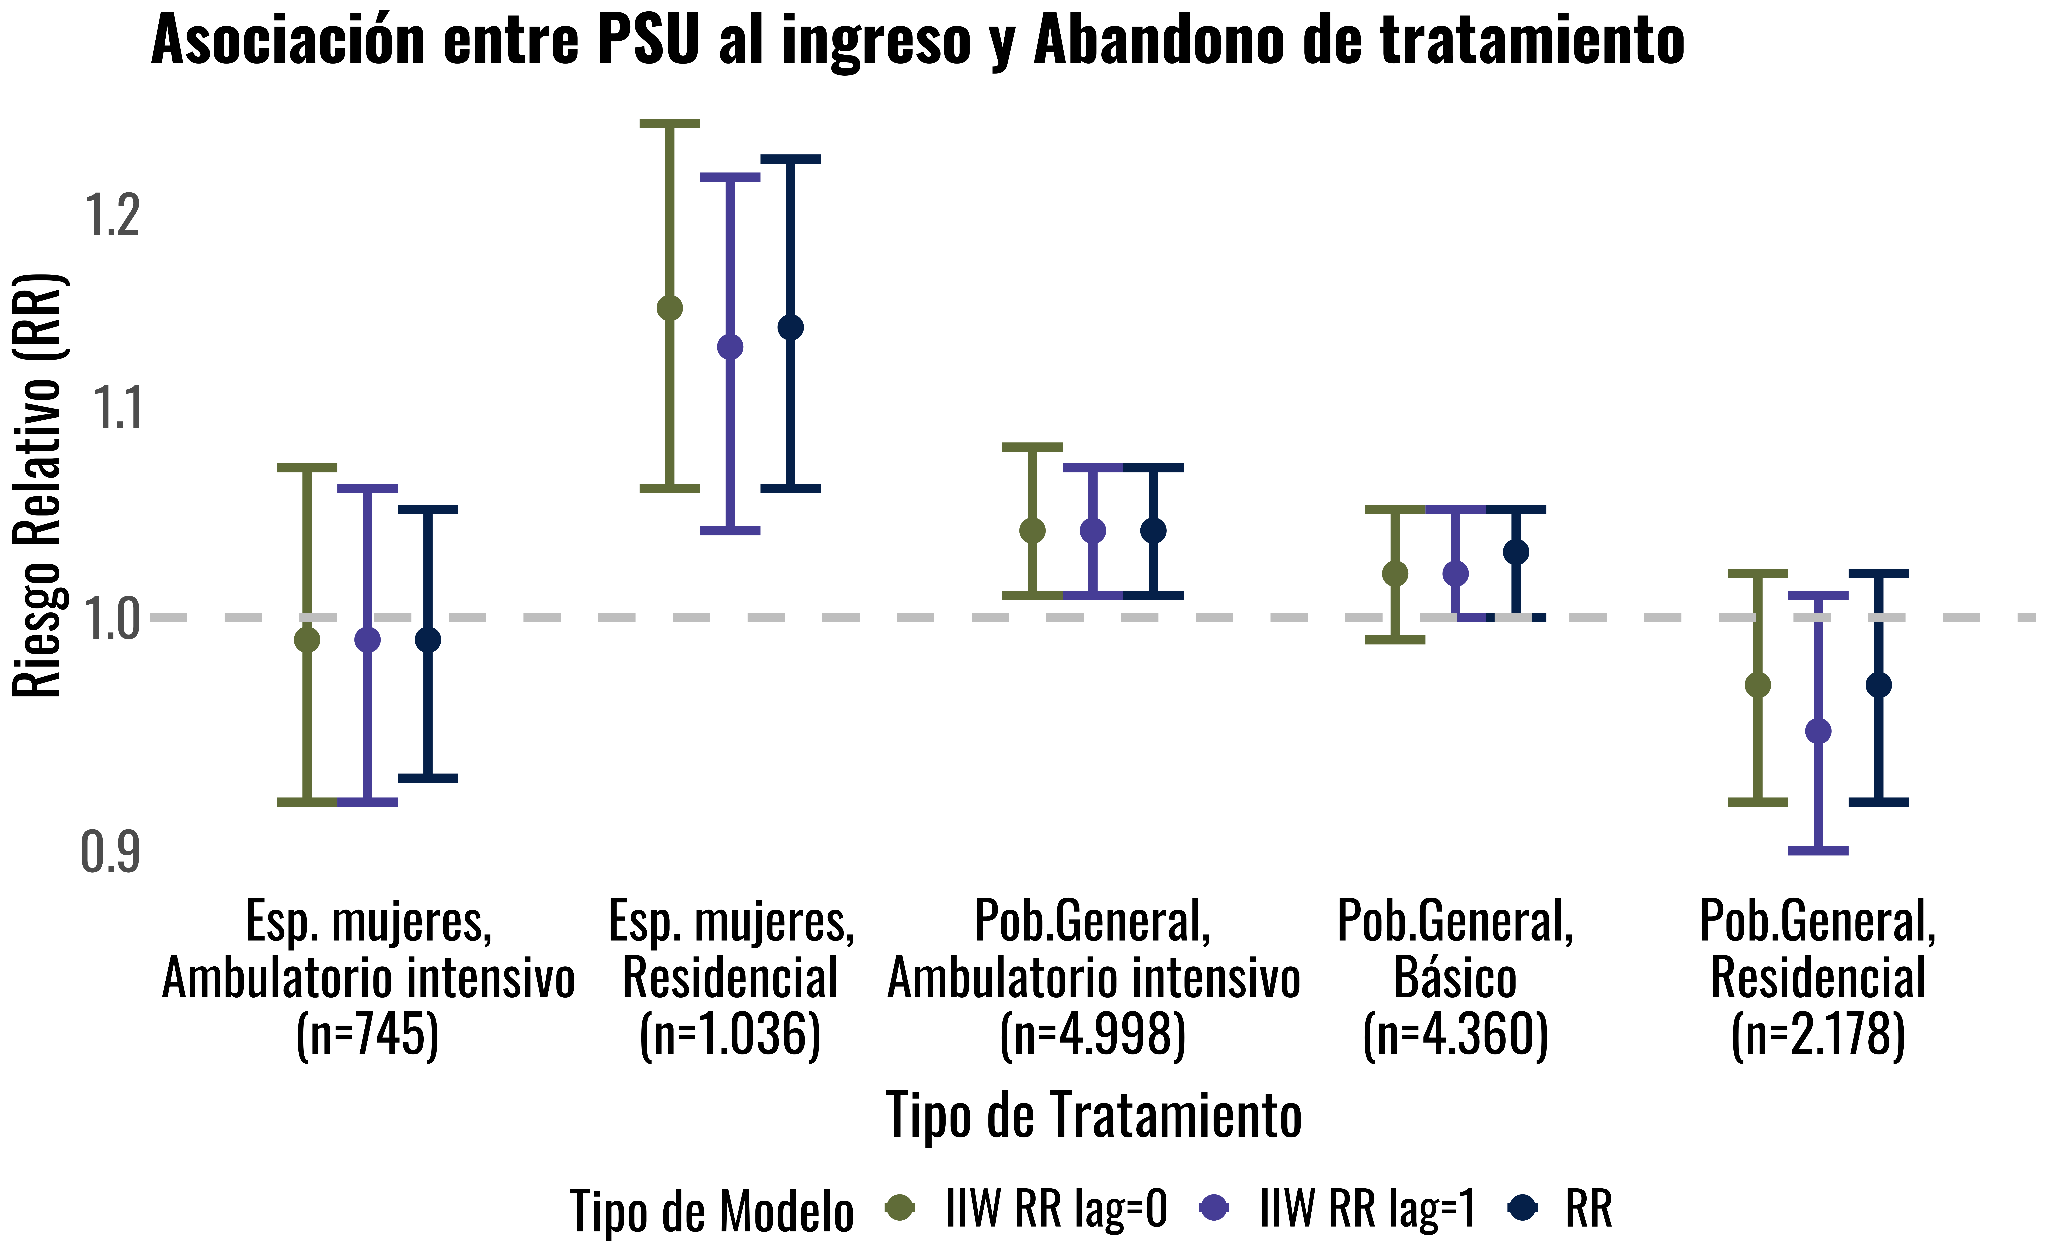 Asociación entre PSU al ingreso y Abandono de tratamiento
Riesgo Relativo (RR)
1.2
1.1
1.0
0.9
Esp. mujeres,
Ambulatorio intensivo
(n=745)
Esp. mujeres,
Residencial
(n=1.036)
Pob.General,
Ambulatorio intensivo
(n=4.998)
Pob.General,
Básico
(n=4.360)
Pob.General,
Residencial
(n=2.178)
Tipo de Tratamiento
Tipo de Modelo IIW RR lag=0 IIW RR lag=1 RR